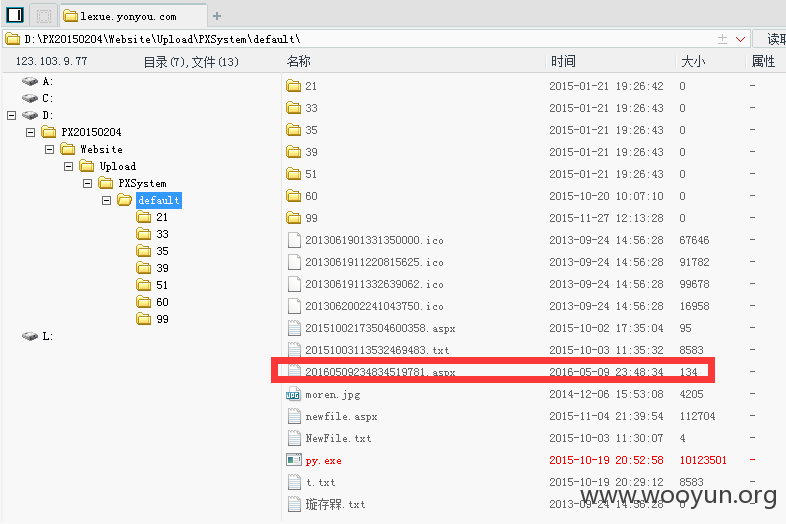 lexue.yonyou.com
D:\PX20150204\Website\Upload\PXSystem\default\
读取
123.103.9.77 目录(7),文件(13)
名称 时间 大小 属性
A:
C:
D:
PX20150204
Website
Upload
PXSystem
default
21
33
35
39
51
60
99
L:
21 2015-01-21 19:26:42 0 -
33 2015-01-21 19:26:43 0 -
35 2015-01-21 19:26:43 0 -
39 2015-01-21 19:26:43 0 -
51 2015-01-21 19:26:43 0 -
60 2015-10-20 10:07:10 0 -
99 2015-11-27 12:13:28 0 -
2013061901331350000.ico 2013-09-24 14:56:28 67646 -
2013061911220815625.ico 2013-09-24 14:56:28 91782 -
2013061911332639062.ico 2013-09-24 14:56:28 99678 -
2013062002241043750.ico 2013-09-24 14:56:28 16958 -
20151002173504600358.aspx 2015-10-02 17:35:04 95 -
20151003113532469483.txt 2015-10-03 11:35:32 8583 -
20160509234834519781.aspx 2016-05-09 23:48:34 134 -
moren.jpg 2014-12-06 15:53:08 4205 -
newfile.aspx 2015-11-04 21:39:54 112704 -
NewFile.txt 2015-10-03 11:30:07 4 -
py.exe 2015-10-19 20:52:58 10123501 -
t.txt 2015-10-19 20:29:12 8583 -
.txt 2013-09-24 14:56:28
www.wooyun.org